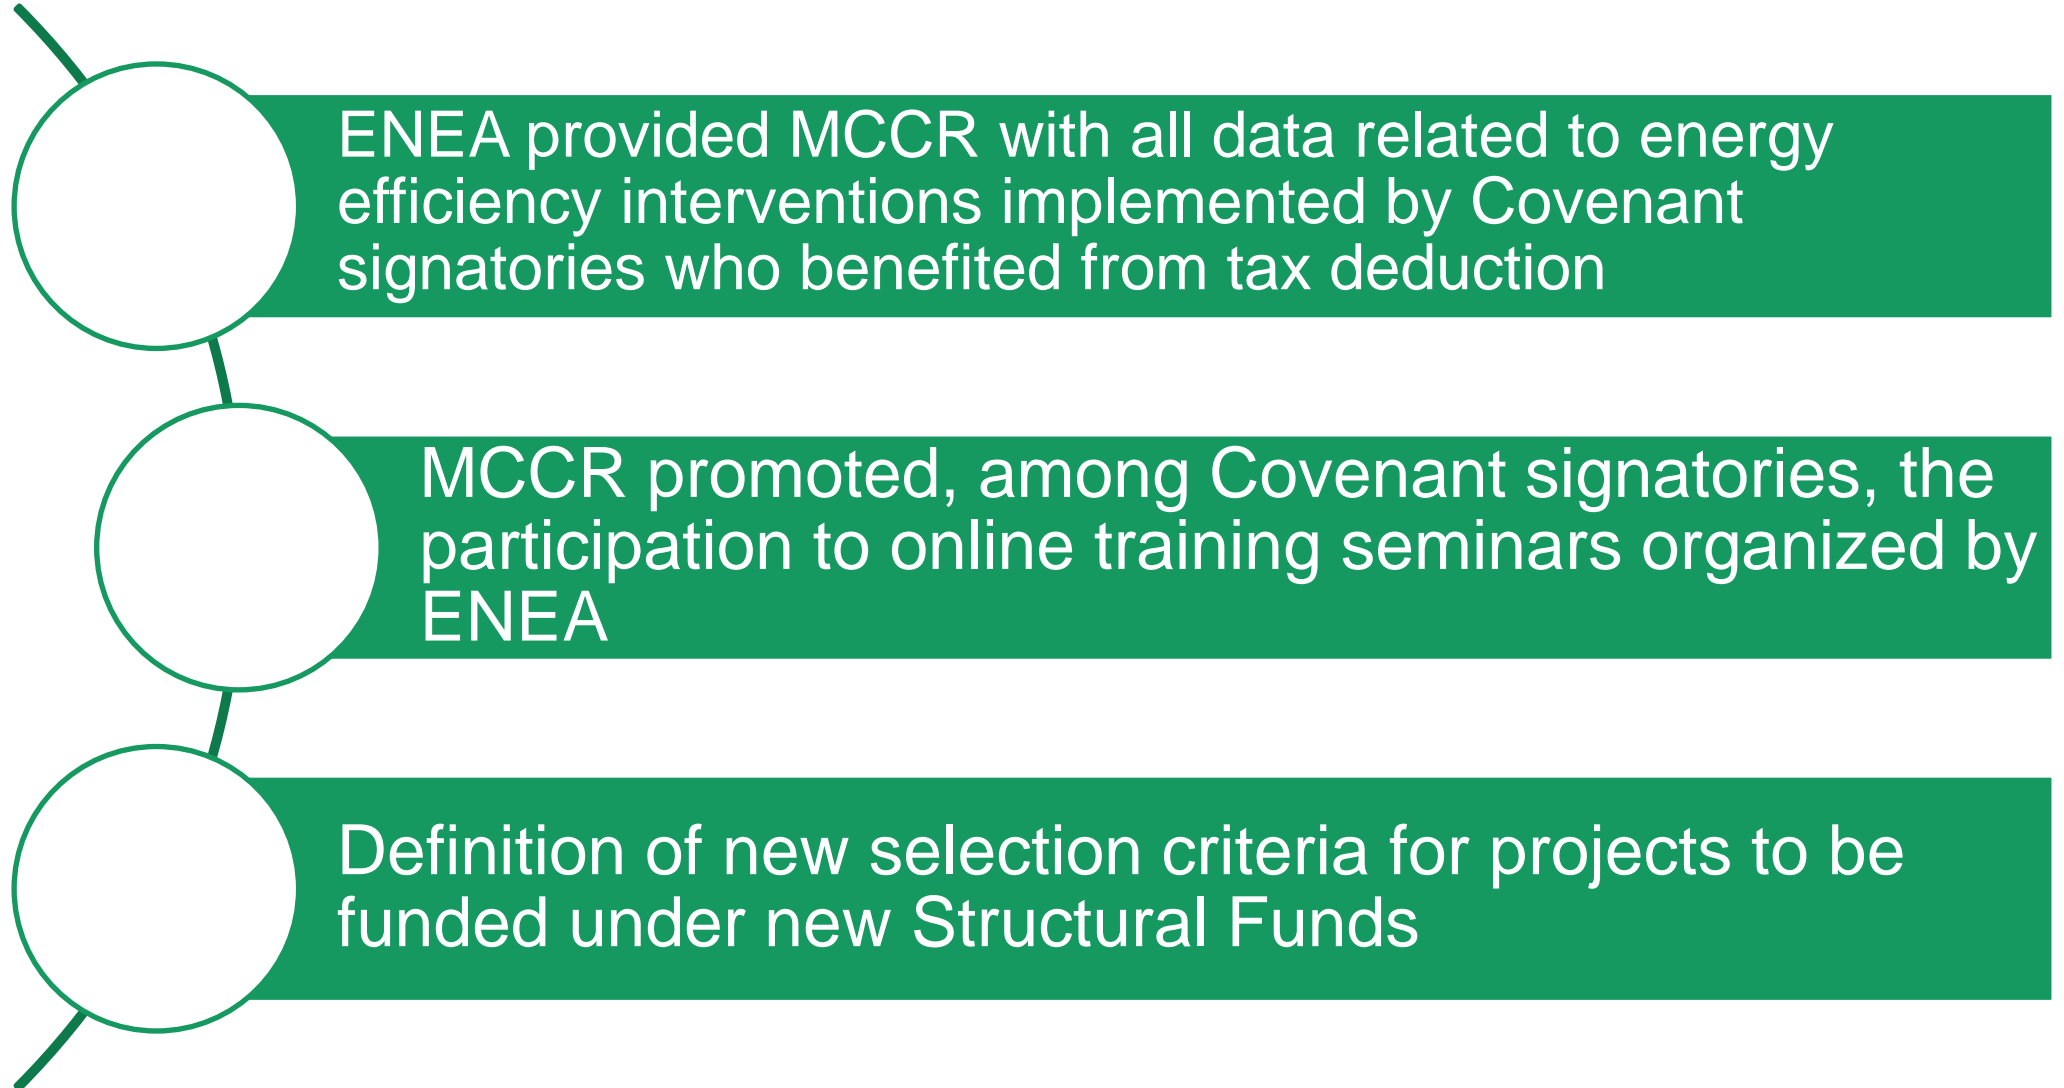 ENEA provided MCCR with all data related to energy
efficiency interventions implemented by Covenant
signatories who benefited from tax deduction
MCCR promoted, among Covenant signatories, the
participation to online training seminars organized by
ENEA
Definition of new selection criteria for projects to be
funded under new Structural Funds